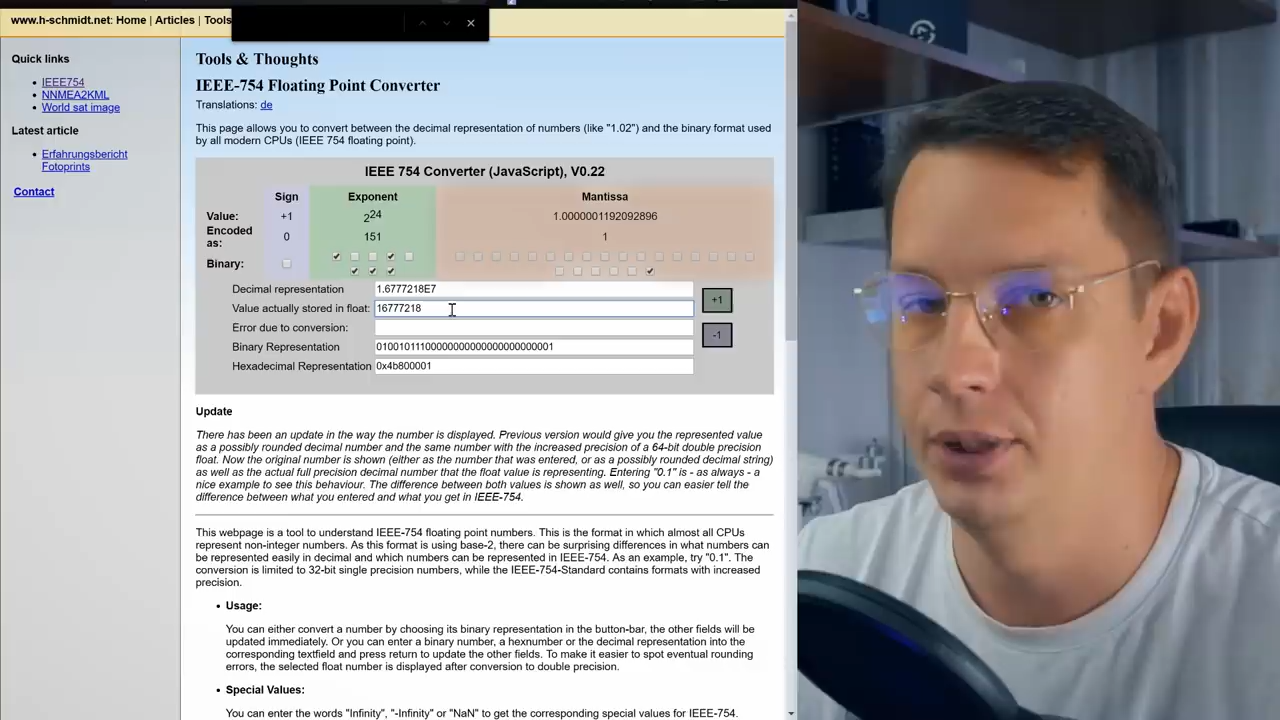 www.h-schmidt.net: Home | Articles | Tools
Quick links
IEEE754
NNMEA2KML
World sat image
Latest article
Erfahrungsbericht
Fotoprints
Contact
Tools & Thoughts
IEEE-754 Floating Point Converter
Translations: de
This page allows you to convert between the decimal representation of numbers (like "1.02") and the binary format used
by all modern CPUs (IEEE 754 floating point).
IEEE 754 Converter (JavaScript), V0.22
Sign Exponent Mantissa
Value: +1 2^24 1.0000001192092896
Encoded as: 0 151 1
Binary:
Decimal representation 1.6777218E7
+1
Value actually stored in float: 16777218
Error due to conversion:
-1
Binary Representation 01001011100000000000000000000001
Hexadecimal Representation 0x4b800001
Update
There has been an update in the way the number is displayed. Previous version would give you the represented value
as a possibly rounded decimal number and the same number with the increased precision of a 64-bit double precision
float. Now the original number is shown (either as the number that was entered, or as a possibly rounded decimal string)
as well as the actual full precision decimal number that the float value is representing. Entering "0.1" is - as always - a
nice example to see this behaviour. The difference between both values is shown as well, so you can easier tell the
difference between what you entered and what you get in IEEE-754.
This webpage is a tool to understand IEEE-754 floating point numbers. This is the format in which almost all CPUs
represent non-integer numbers. As this format is using base-2, there can be surprising differences in what numbers can
be represented easily in decimal and which numbers can be represented in IEEE-754. As an example, try "0.1". The
conversion is limited to 32-bit single precision numbers, while the IEEE-754-Standard contains formats with increased
precision.
Usage:
You can either convert a number by choosing its binary representation in the button-bar, the other fields will be
updated immediately. Or you can enter a binary number, a hexnumber or the decimal representation into the
corresponding textfield and press return to update the other fields. To make it easier to spot eventual rounding
errors, the selected float number is displayed after conversion to double precision.
Special Values:
You can enter the words "Infinity", "-Infinity" or "NaN" to get the corresponding special values for IEEE-754.